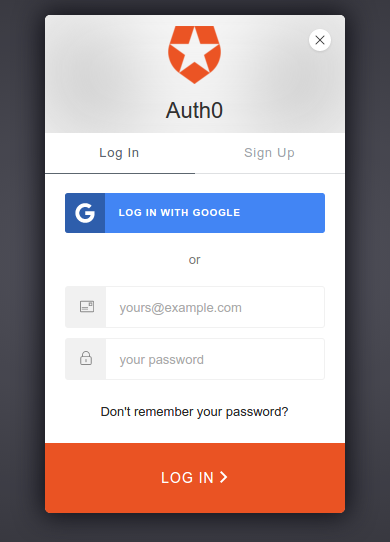 Auth0
Log In
Sign Up
LOG IN WITH GOOGLE
or
yours@example.com
your password
Don't remember your password?
LOG IN